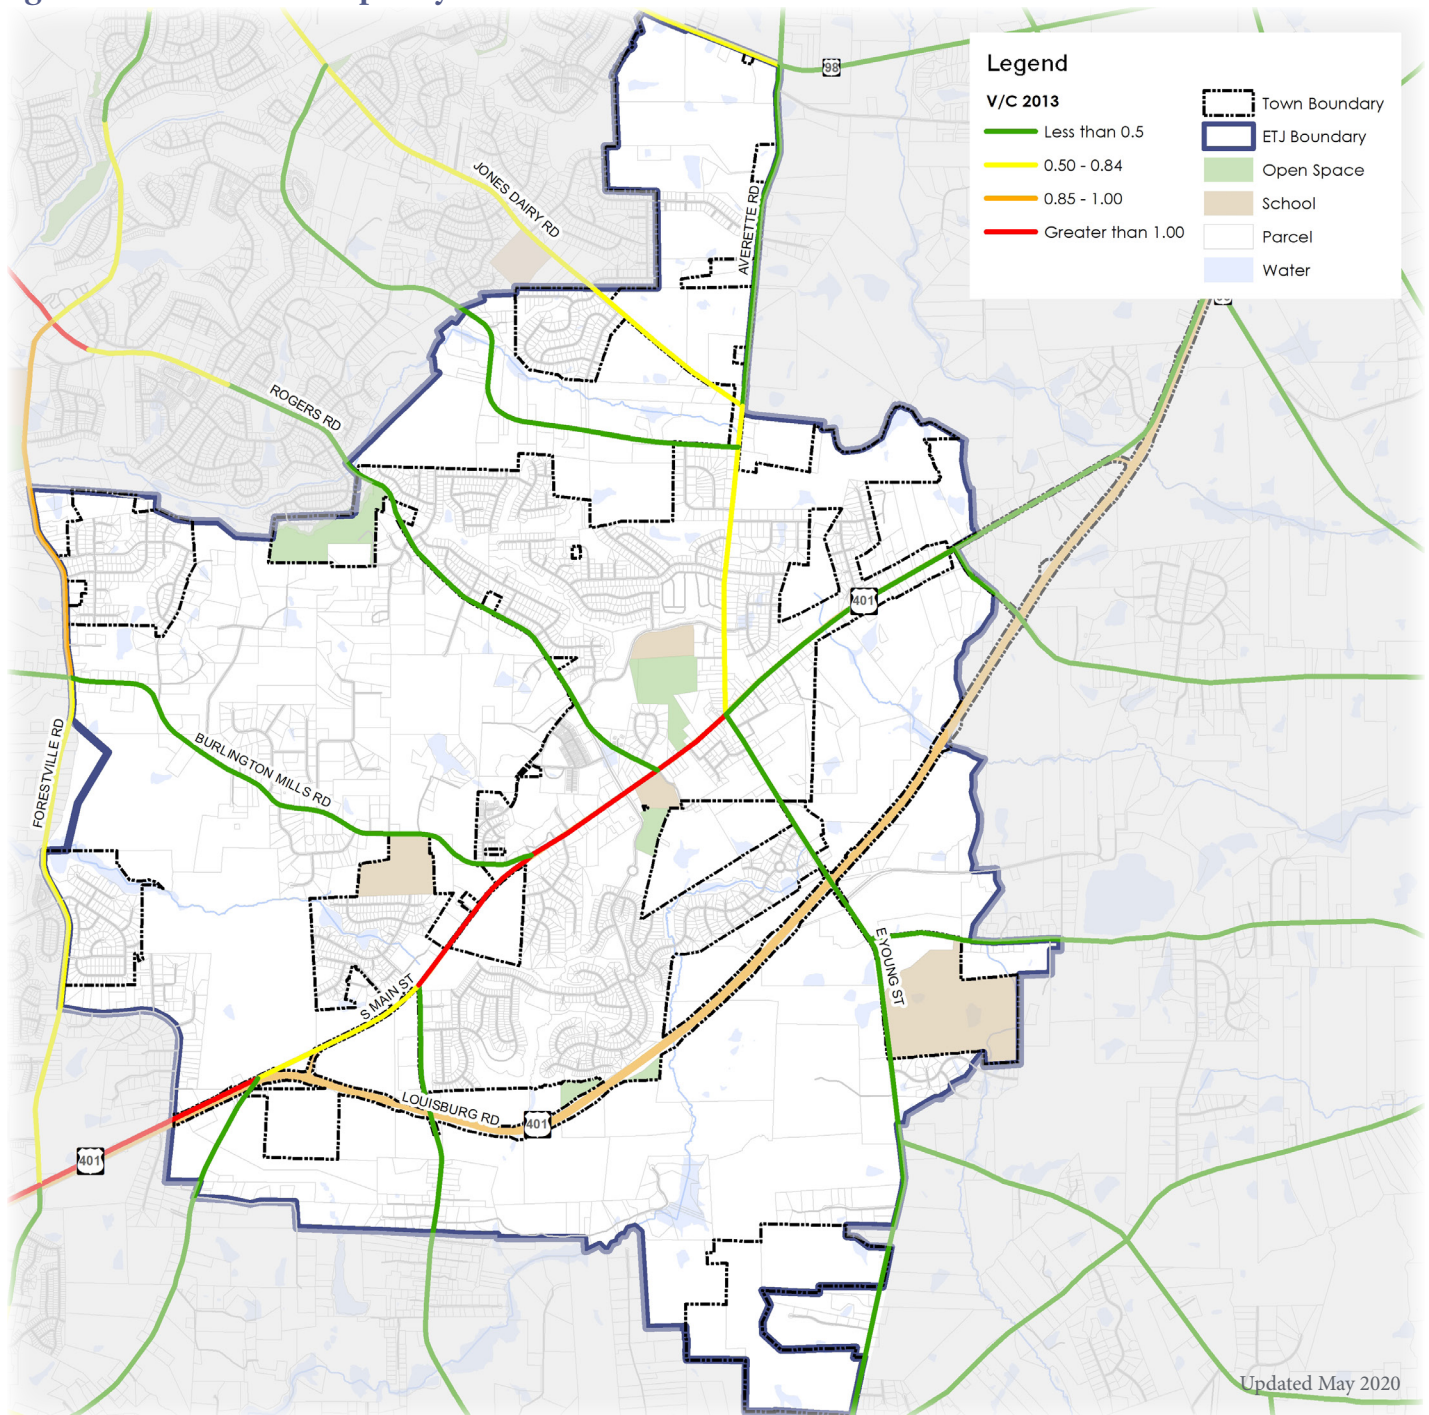 Legend
V/C 2013
Less than 0.5
0.50 - 0.84
0.85 - 1.00
Greater than 1.00
Town Boundary
ETJ Boundary
Open Space
School
Parcel
Water
98
JONES DAIRY RD
AVERETTE RD
ROGERS RD
401
FORESTVILLE RD
BURLINGTON MILLS RD
E YOUNG ST
S MAIN ST
LOUISBURG RD
401
401
Updated May 2020